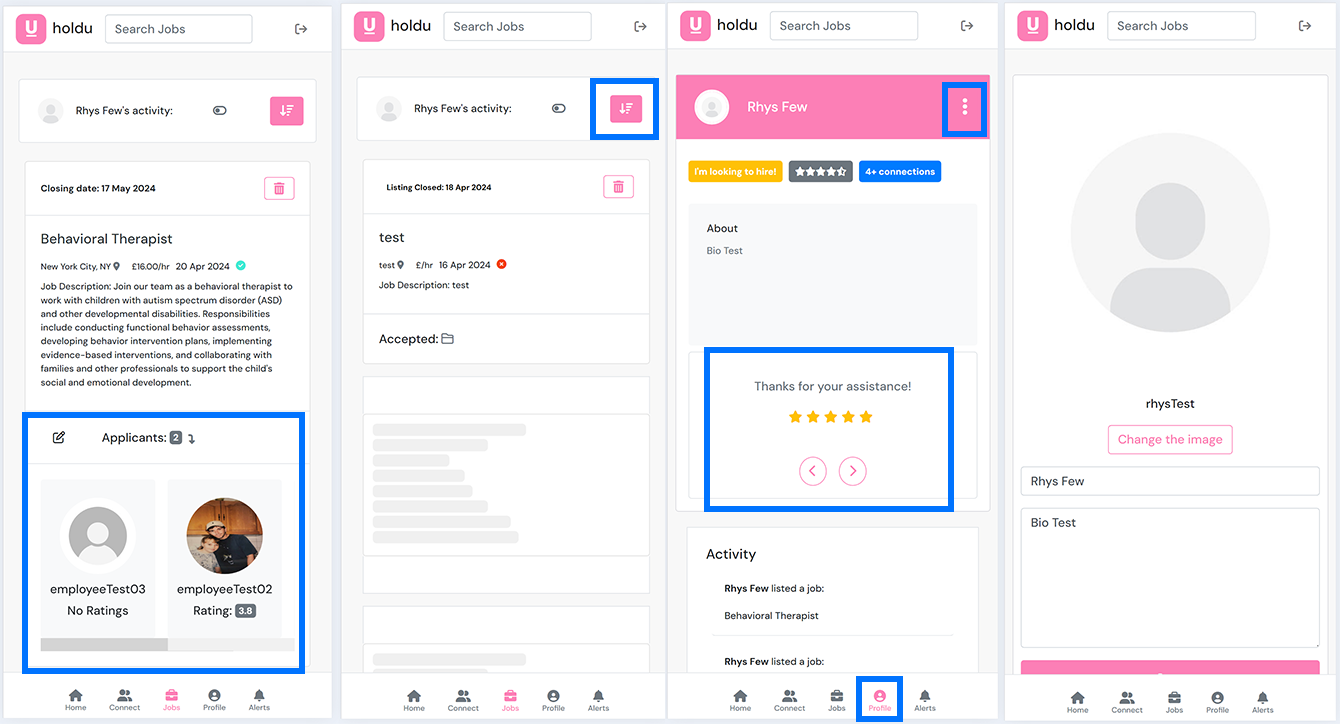 holdu
Search Jobs
Rhys Few's activity:
Closing date: 17 May 2024
Behavioral Therapist
New York City, NY £16.00/hr 20 Apr 2024
Job Description: Join our team as a behavioral therapist to
work with children with autism spectrum disorder (ASD)
and other developmental disabilities. Responsibilities
include conducting functional behavior assessments,
developing behavior intervention plans, implementing
evidence-based interventions, and collaborating with
families and other professionals to support the child's
social and emotional development.
Applicants: 2
employeeTest03
No Ratings
employeeTest02
Rating: 3.8
Home Connect Jobs Profile Alerts
holdu
Search Jobs
Rhys Few's activity:
Listing Closed: 18 Apr 2024
test
test £/hr 16 Apr 2024
Job Description: test
Accepted:
Home Connect Jobs Profile Alerts
holdu
Search Jobs
Rhys Few
I'm looking to hire!
4+ connections
About
Bio Test
Thanks for your assistance!
Activity
Rhys Few listed a job:
Behavioral Therapist
Rhys Few listed a job:
Home Connect Jobs Profile Alerts
holdu
Search Jobs
rhysTest
Change the image
Rhys Few
Bio Test
Home Connect Jobs Profile Alerts